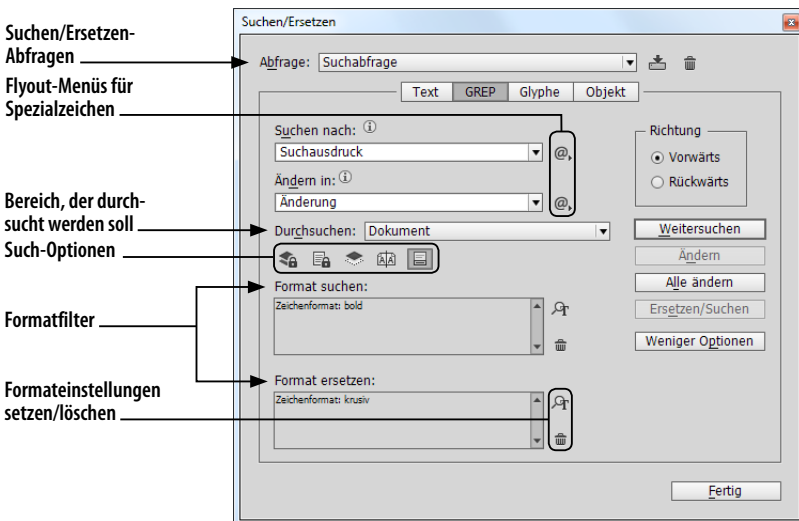 Suchen/Ersetzen
Suchen/Ersetzen-
Abfragen
Abfrage: Suchabfrage
Flyout-Menüs für
Spezialzeichen
Text GREP Glyphe Objekt
Suchen nach:
Suchausdruck
@
Ändern in:
Änderung
@
Richtung
Vorwärts
Rückwärts
Bereich, der durch-
sucht werden soll
Durchsuchen: Dokument
Such-Optionen
Weitersuchen
Ändern
Alle ändern
Ersetzen/Suchen
Weniger Optionen
Formatfilter
Format suchen:
Zeichenformat: bold
Formateinstellungen
setzen/löschen
Format ersetzen:
Zeichenformat: krusiv
Fertig